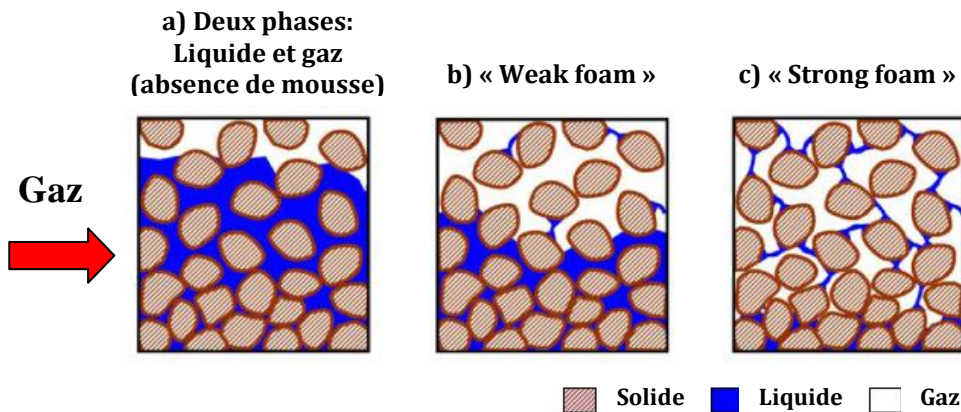 a) Deux phases:
Liquide et gaz
(absence de mousse)
b) « Weak foam »
c) « Strong foam »
Gaz
Solide
Liquide
Gaz